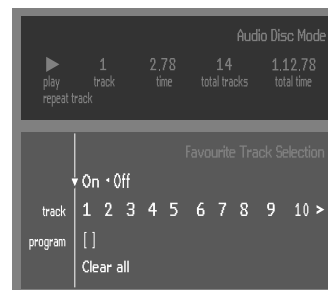 Audio Disc Mode
1 2.78 14 1.12.78
play track time total tracks total time
repeat track
Favourite Track Selection
On • Off
track 1 2 3 4 5 6 7 8 9 10 >
program [ ]
Clear all